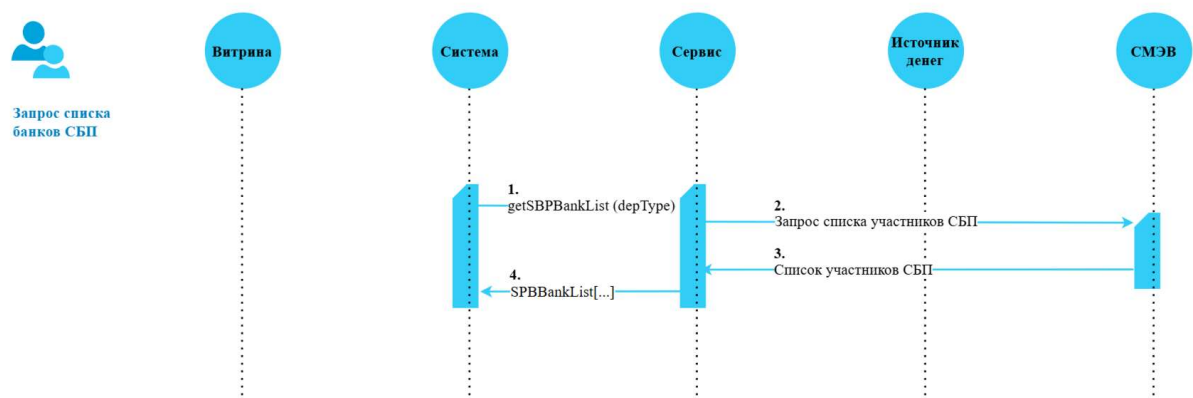 Запрос списка
банков СБП
Витрина
Система
Сервис
Источник
денег
СМЭВ
1.
getSBPBankList (depType)
2.
Запрос списка участников СБП
3.
Список участников СБП
4.
SPBBankList[...]